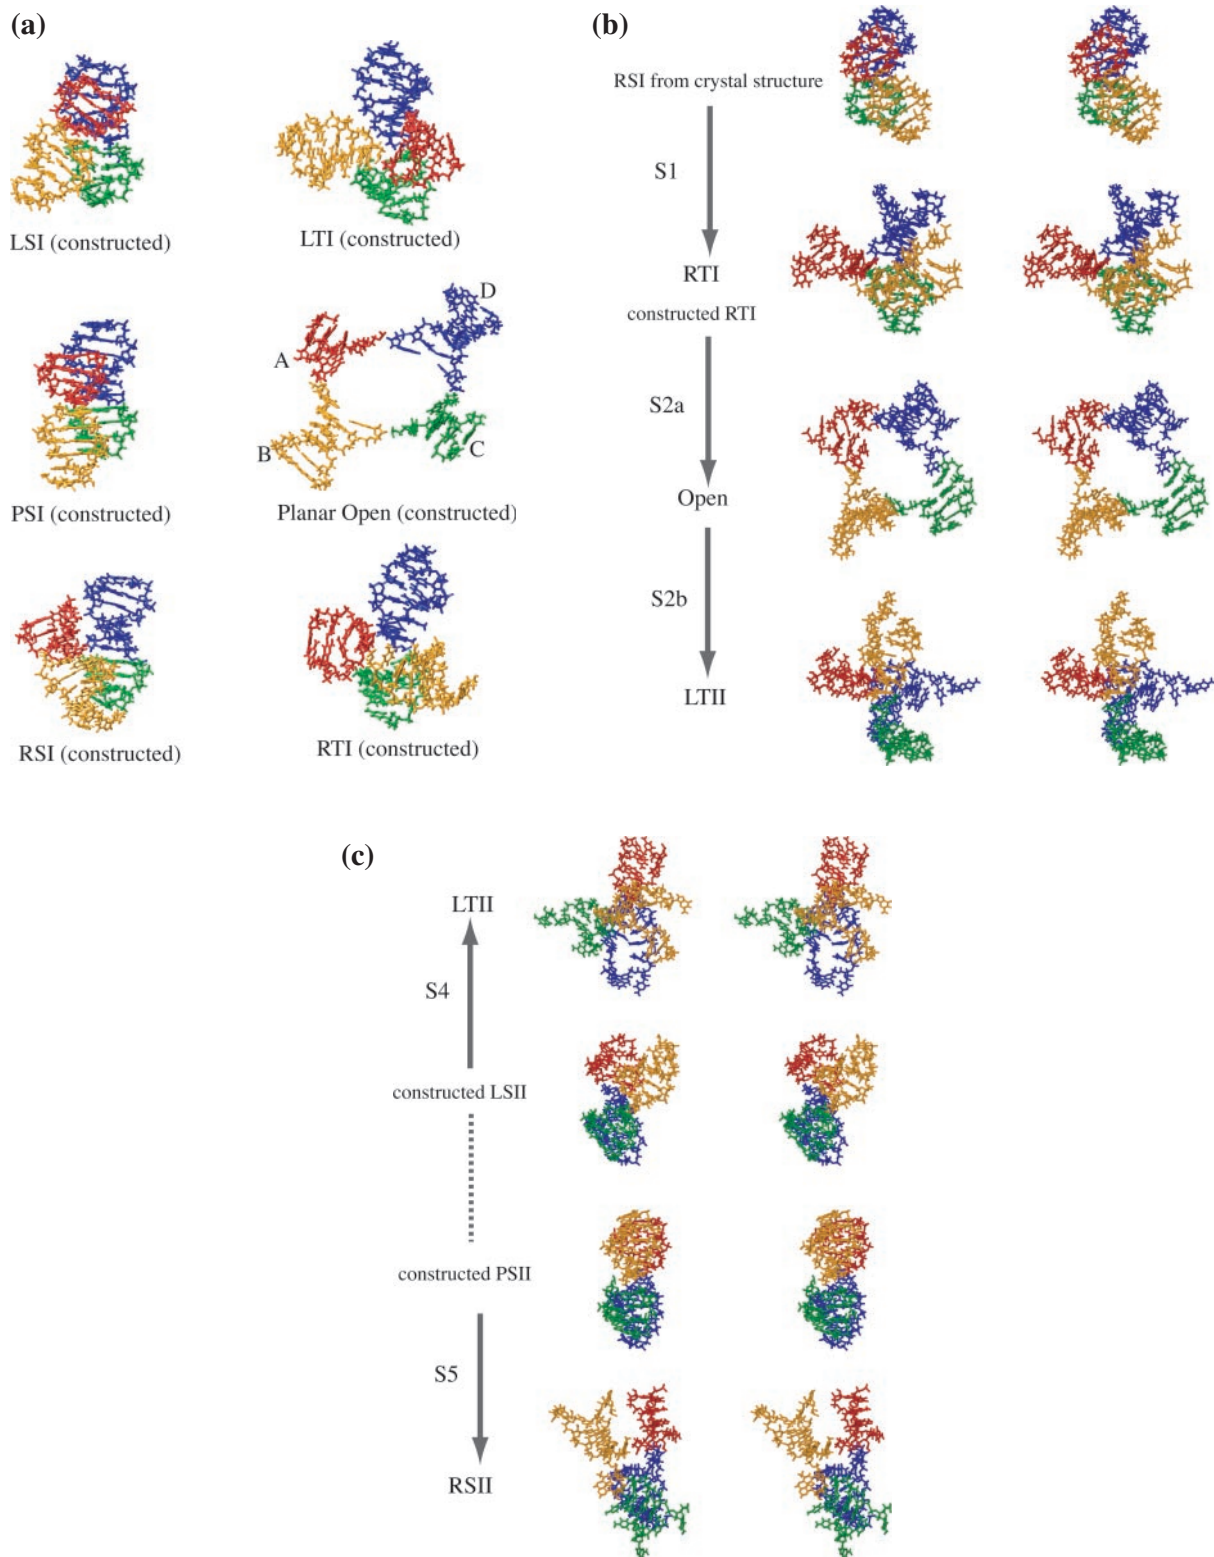 (a)
LSI (constructed)
LTI (constructed)
PSI (constructed)
A
B
C
D
Planar Open (constructed)
RSI (constructed)
RTI (constructed)
(b)
RSI from crystal structure
S1
RTI
constructed RTI
S2a
Open
S2b
LTII
(c)
LTII
S4
constructed LSII
constructed PSII
S5
RSII